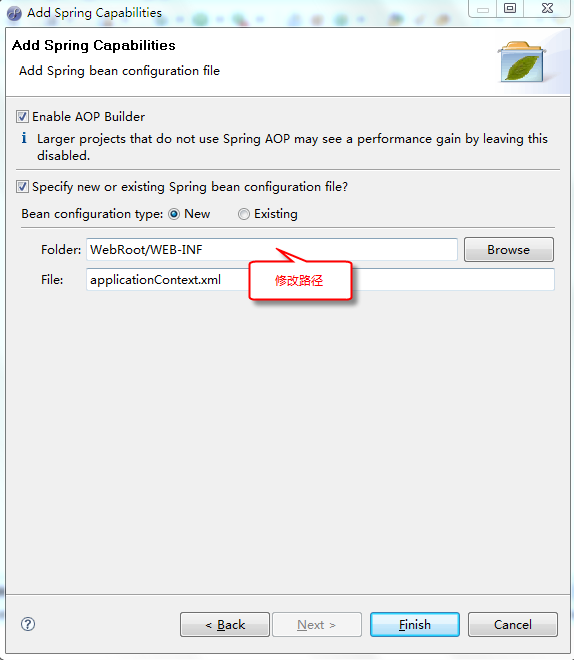 Add Spring Capabilities
Add Spring Capabilities
Add Spring bean configuration file
Enable AOP Builder
Larger projects that do not use Spring AOP may see a performance gain by leaving this
disabled.
Specify new or existing Spring bean configuration file?
Bean configuration type: New Existing
Folder: WebRoot/WEB-INF Browse
File: applicationContext.xml
修改路径
< Back Next > Finish Cancel